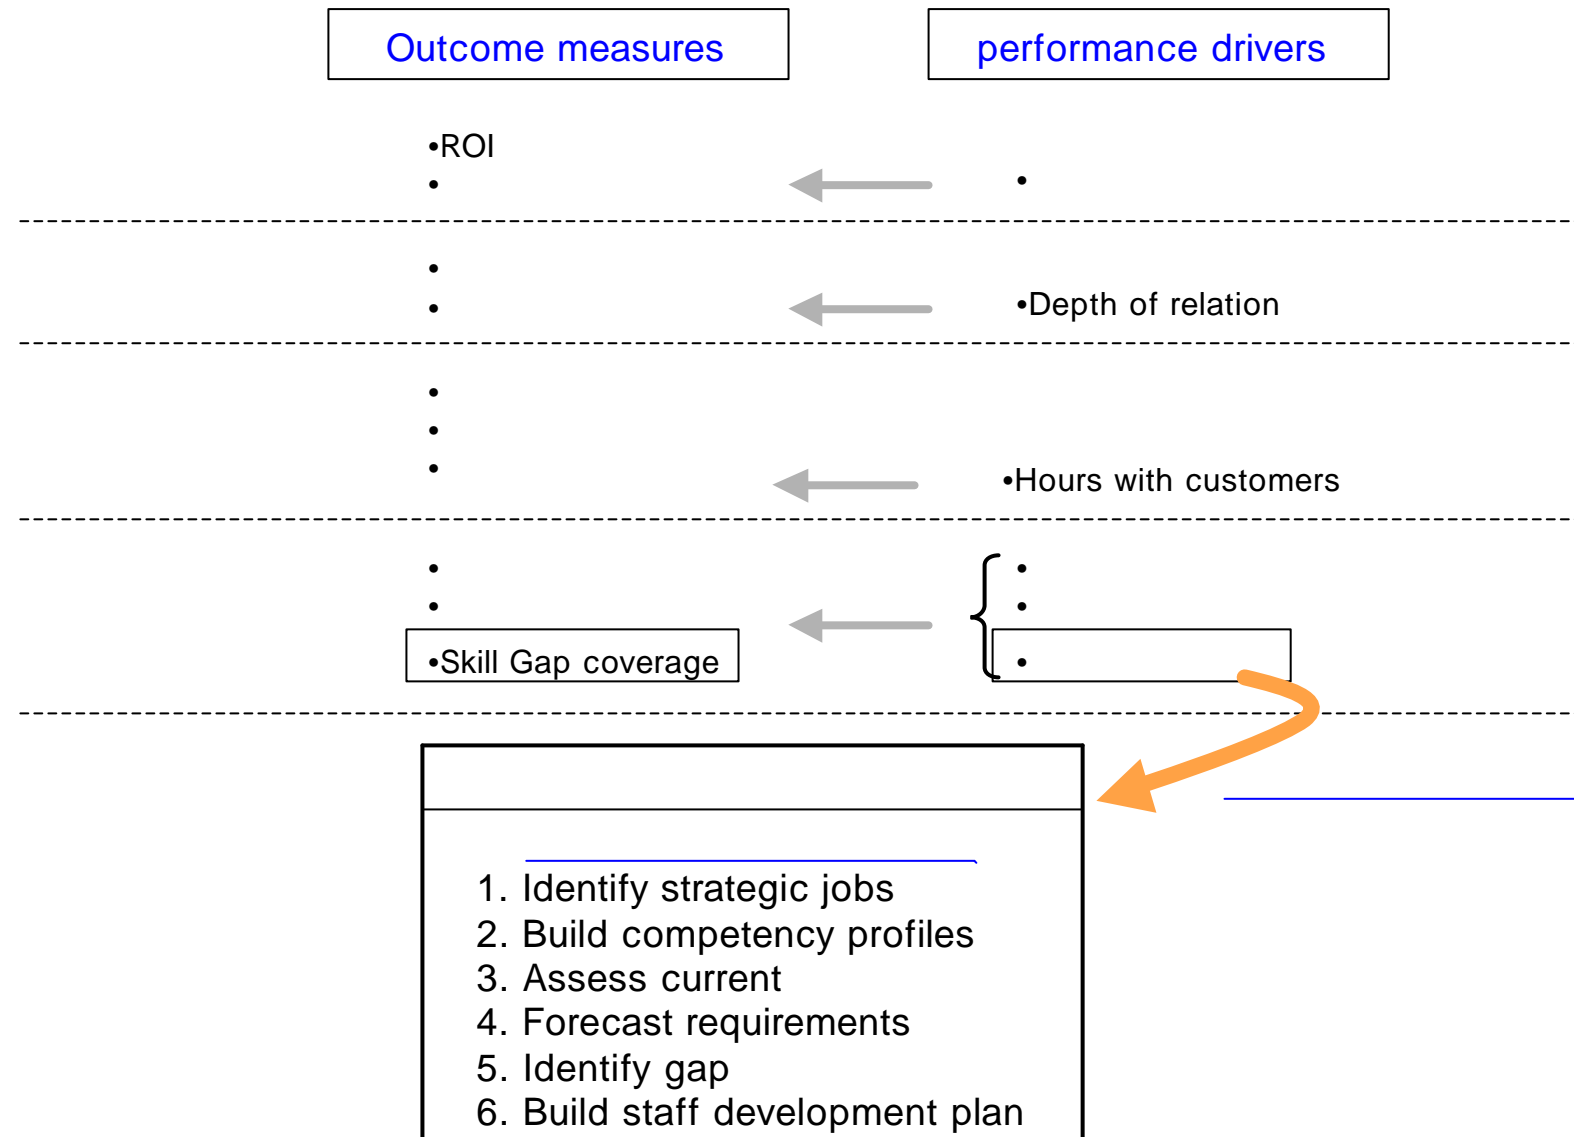 Outcome measures
performance drivers
•ROI
•
•
•
•
•Depth of relation
•
•
•
•Hours with customers
•
•
•
•
•Skill Gap coverage
•
1. Identify strategic jobs
2. Build competency profiles
3. Assess current
4. Forecast requirements
5. Identify gap
6. Build staff development plan